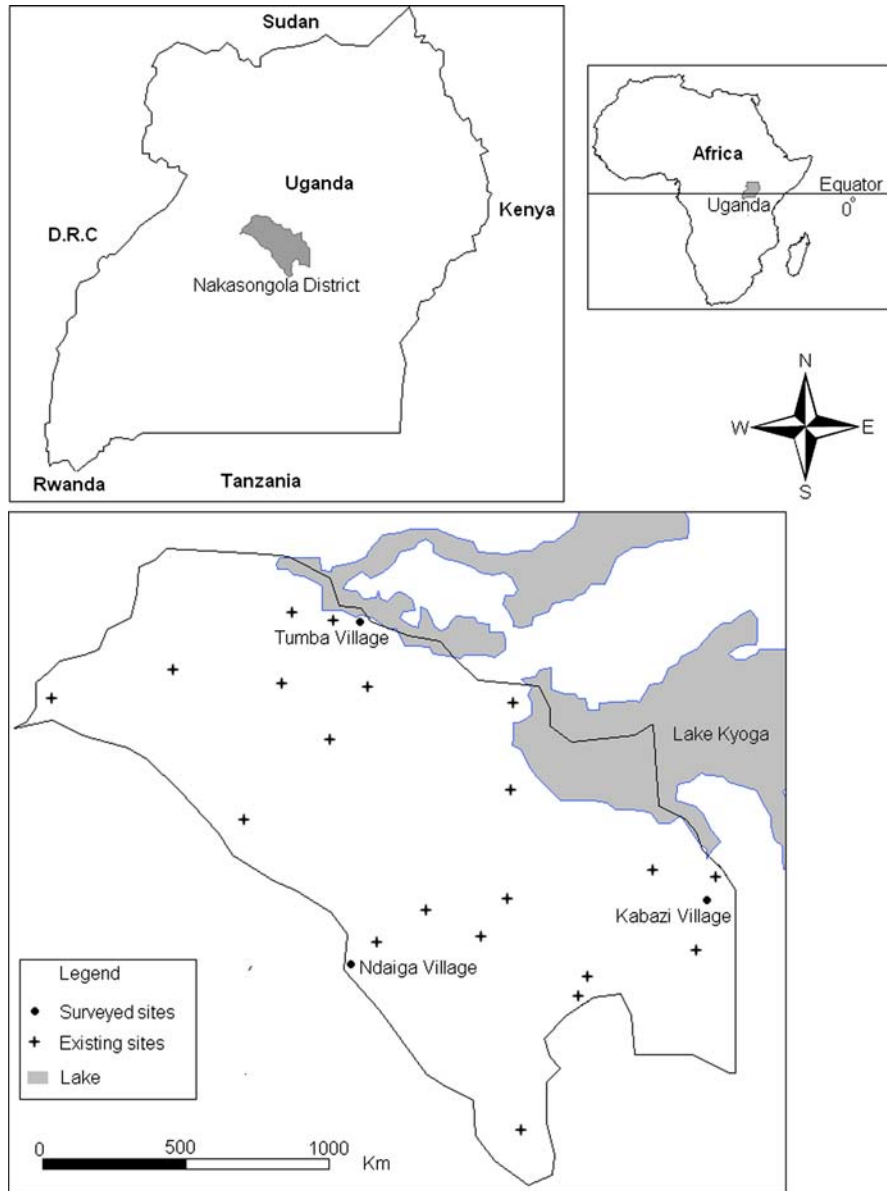 Sudan
Uganda
D.R.C
Kenya
Nakasongola District
Rwanda
Tanzania
Africa
Equator
Uganda
0°
N
W
E
S
Tumba Village
Lake Kyoga
Kabazi Village
Ndaiga Village
Legend
Surveyed sites
Existing sites
Lake
0 500 1000
Km